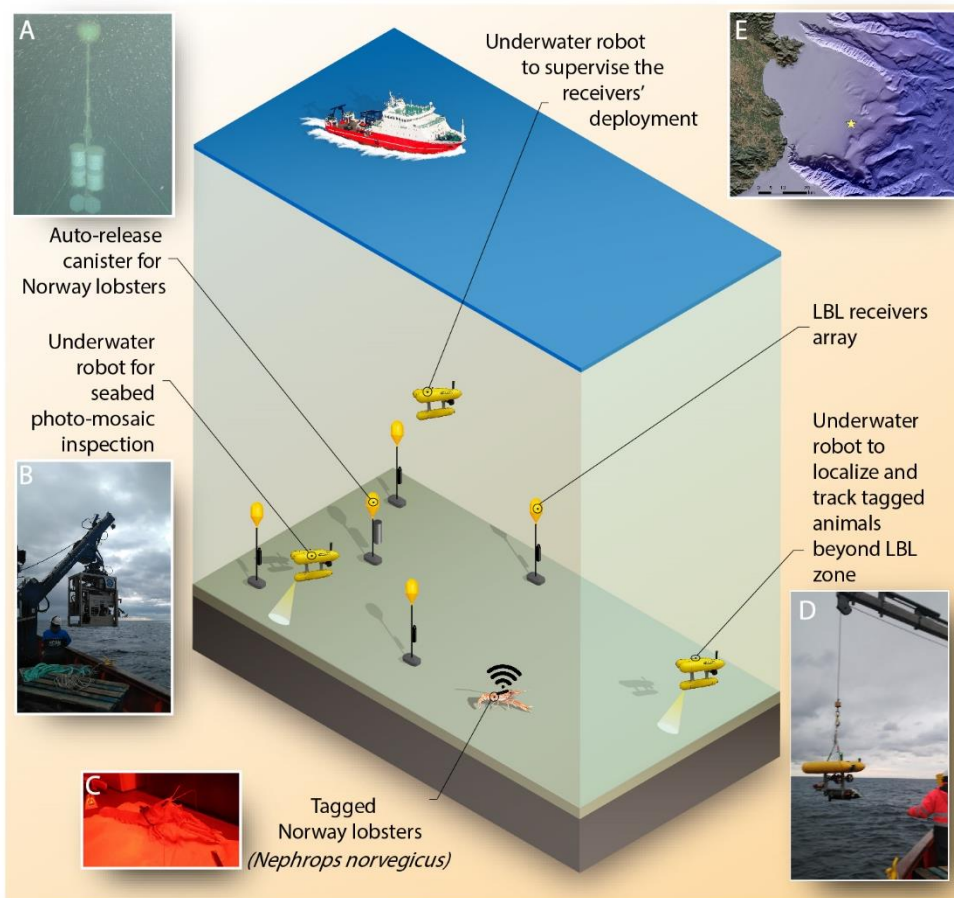 A
Underwater robot
to supervise the
receivers'
deployment
E
Auto-release
canister for
Norway lobsters
LBL receivers
array
Underwater
robot for
seabed
photo-mosaic
inspection
Underwater
robot to
localize and
track tagged
animals
beyond LBL
zone
B
D
C
Tagged
Norway lobsters
(Nephrops norvegicus)